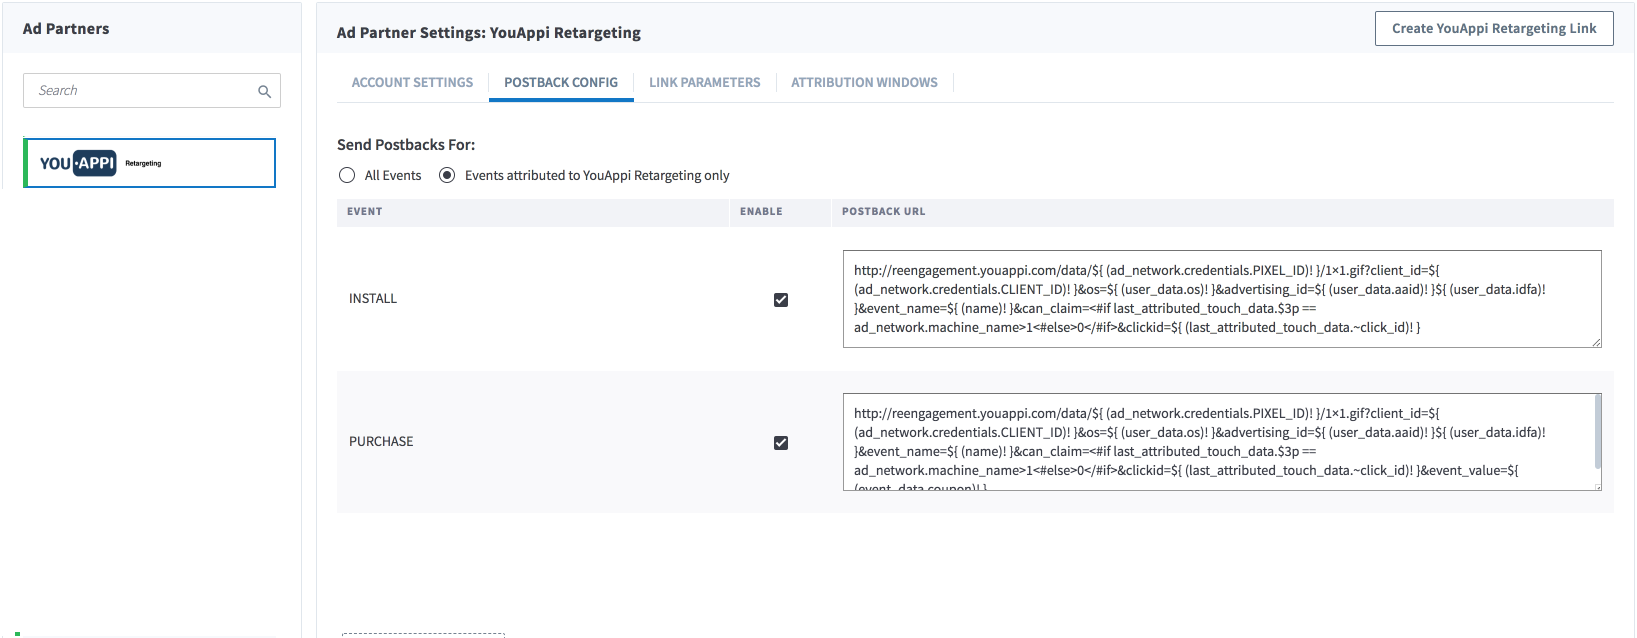 Ad Partners
Search
YOU·APPI Retargeting
Ad Partner Settings: YouAppi Retargeting
Create YouAppi Retargeting Link
ACCOUNT SETTINGS
POSTBACK CONFIG
LINK PARAMETERS
ATTRIBUTION WINDOWS
Send Postbacks For:
All Events
Events attributed to YouAppi Retargeting only
EVENT
ENABLE
POSTBACK URL
INSTALL
http://reengagement.youappi.com/data/${ (ad_network.credentials.PIXEL_ID)! }/1×1.gif?client_id=${
(ad_network.credentials.CLIENT_ID)! }&os=${ (user_data.os)! }&advertising_id=${ (user_data.aaid)! }${ (user_data.idfa)!
}&event_name=${ (name)! }&can_claim=<#if last_attributed_touch_data.$3p ==
ad_network.machine_name>1<#else>0</#if>&clickid=${ (last_attributed_touch_data.~click_id)! }
PURCHASE
http://reengagement.youappi.com/data/${ (ad_network.credentials.PIXEL_ID)! }/1×1.gif?client_id=${
(ad_network.credentials.CLIENT_ID)! }&os=${ (user_data.os)! }&advertising_id=${ (user_data.aaid)! }${ (user_data.idfa)!
}&event_name=${ (name)! }&can_claim=<#if last_attributed_touch_data.$3p ==
ad_network.machine_name>1<#else>0</#if>&clickid=${ (last_attributed_touch_data.~click_id)! }&event_value=${
(event_data.coupon)! }